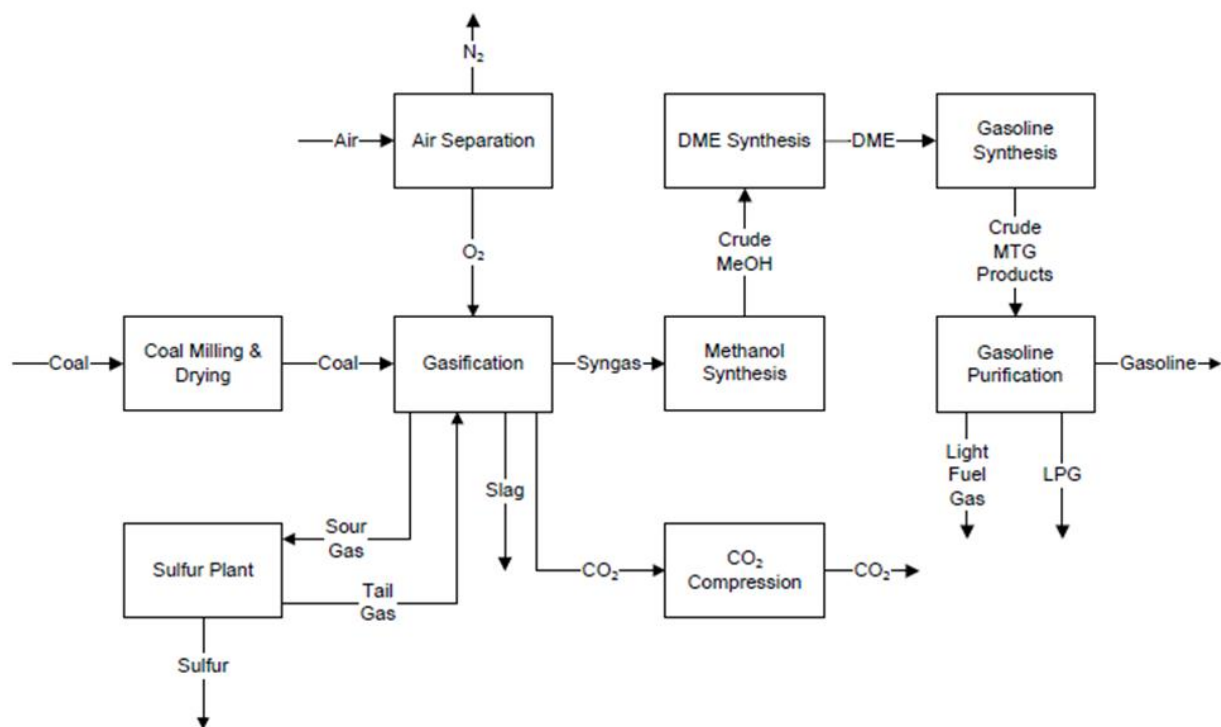 N₂
Air
Air Separation
DME Synthesis
DME
Gasoline
Synthesis
O₂
Crude
MeOH
Crude
MTG
Products
Coal
Coal Milling &
Drying
Coal
Gasification
Syngas
Methanol
Synthesis
Gasoline
Purification
Gasoline
Light
Fuel
Gas
LPG
Slag
Sour
Gas
Sulfur Plant
Tail
Gas
CO₂
CO₂
Compression
CO₂
Sulfur